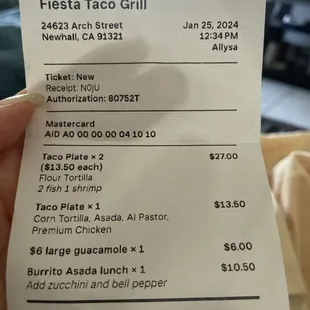 Fiesta Taco Grill
24623 Arch Street Jan 25, 2024
Newhall, CA 91321 12:34 PM
Allysa
Ticket: New
Receipt: N0jU
Authorization: 80752T
Mastercard
AID A0 00 00 00 04 10 10
Taco Plate × 2 $27.00
($13.50 each)
Flour Tortilla
2 fish 1 shrimp
Taco Plate × 1 $13.50
Corn Tortilla, Asada, Al Pastor,
Premium Chicken
$6 large guacamole × 1 $6.00
Burrito Asada lunch × 1 $10.50
Add zucchini and bell pepper